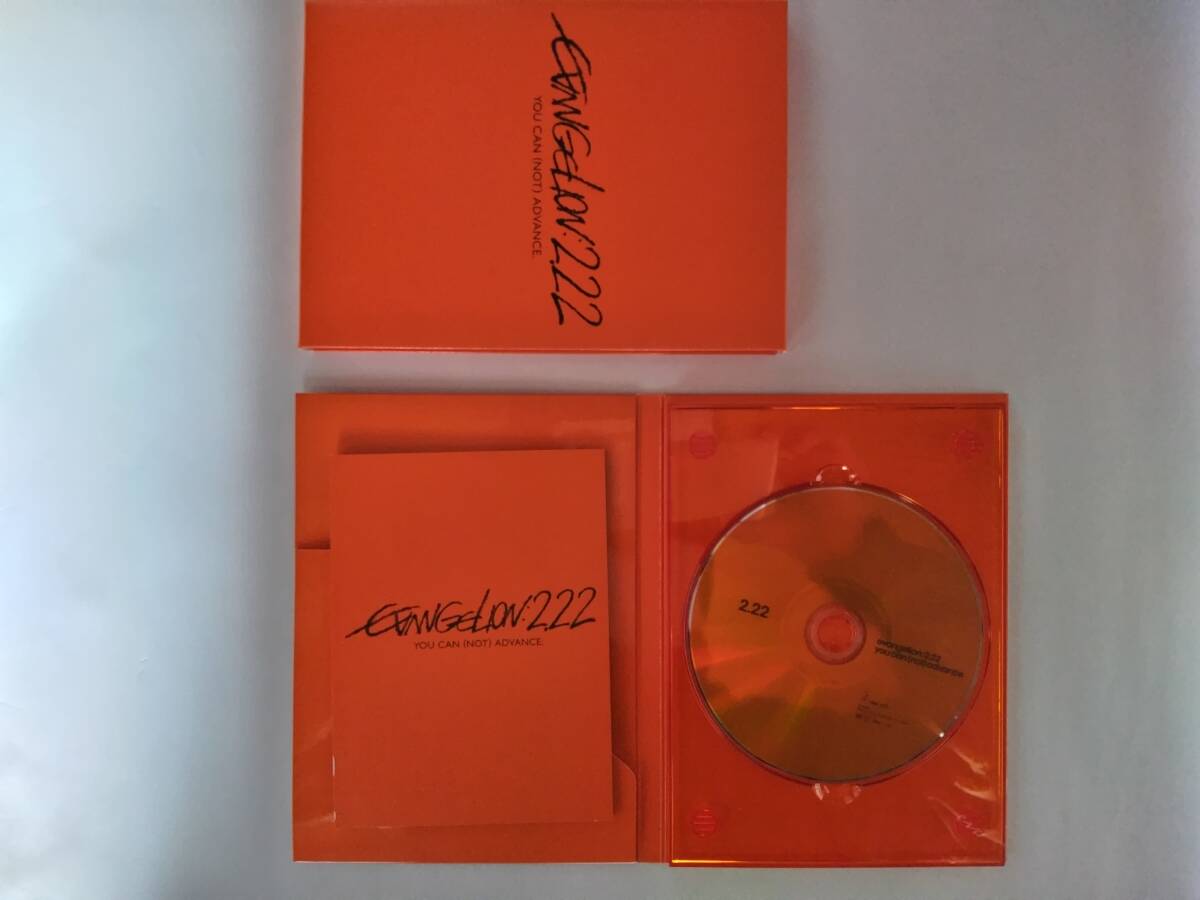 EVANGELION:2.22
YOU CAN (NOT) ADVANCE.
EVANGELION:2.22
YOU CAN (NOT) ADVANCE.
2.22
evangelion:2.22
you can (not) advance.